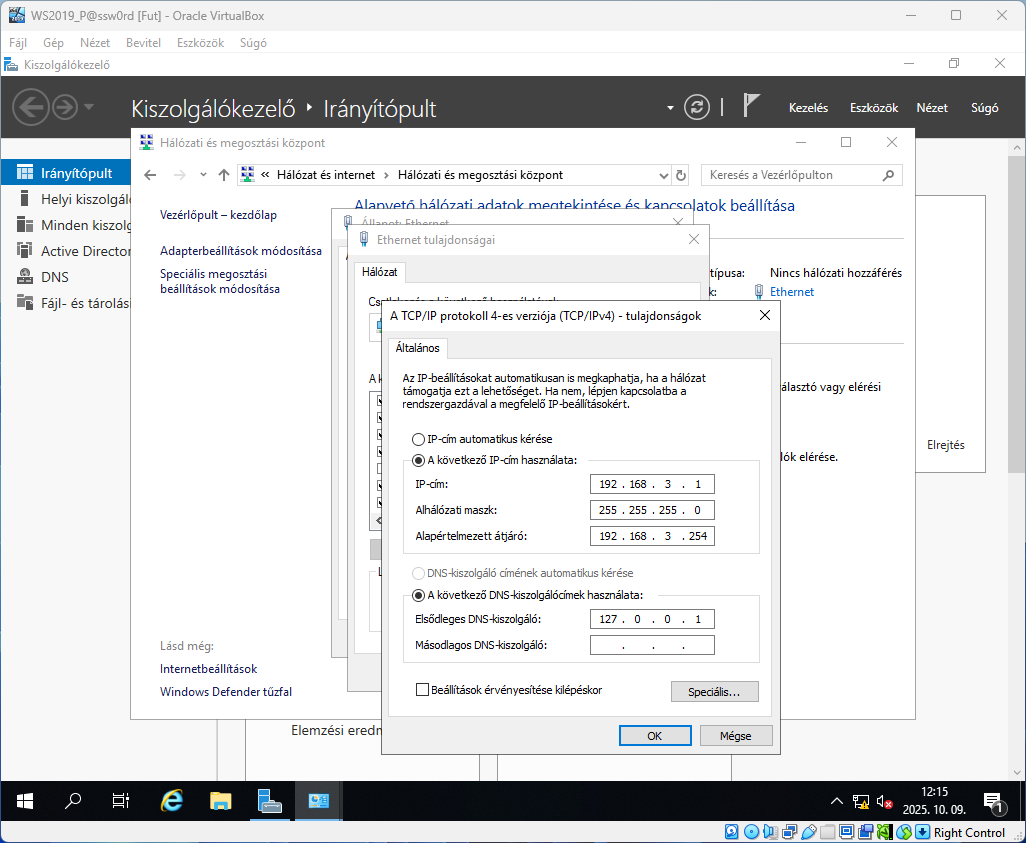 WS2019_P@ssw0rd [Fut] - Oracle VirtualBox
Fájl Gép Nézet Bevitel Eszközök Súgó
Kiszolgálókezelő
Kiszolgálókezelő Irányítópult
Kezelés Eszközök Nézet Súgó
Hálózati és megosztási központ
« Hálózat és internet › Hálózati és megosztási központ
Keresés a Vezérlőpulton
Irányítópult
Helyi kiszolgáló
Minden kiszolg
Active Director
DNS
Fájl- és tárolási
Vezérlőpult – kezdőlap
Adapterbeállítások módosítása
Speciális megosztási
beállítások módosítása
Alapvető hálózati adatok megtekintése és kapcsolatok beállítása
Állapot: Ethernet
Ethernet tulajdonságai
Hálózat
típusa: Nincs hálózati hozzáférés
k: Ethernet
álasztó vagy elérési
lók elérése.
Elrejtés
A TCP/IP protokoll 4-es verziója (TCP/IPv4) - tulajdonságok
Általános
Az IP-beállításokat automatikusan is megkaphatja, ha a hálózat
támogatja ezt a lehetőséget. Ha nem, lépjen kapcsolatba a
rendszergazdával a megfelelő IP-beállításokért.
IP-cím automatikus kérése
A következő IP-cím használata:
IP-cím: 192 . 168 . 3 . 1
Alhálózati maszk: 255 . 255 . 255 . 0
Alapértelmezett átjáró: 192 . 168 . 3 . 254
DNS-kiszolgáló címének automatikus kérése
A következő DNS-kiszolgálócímek használata:
Elsődleges DNS-kiszolgáló: 127 . 0 . 0 . 1
Másodlagos DNS-kiszolgáló: . . .
Beállítások érvényesítése kilépéskor
Speciális...
OK Mégse
Lásd még:
Internetbeállítások
Windows Defender tűzfal
Elemzési eredm
12:15
2025. 10. 09.
1
Right Control